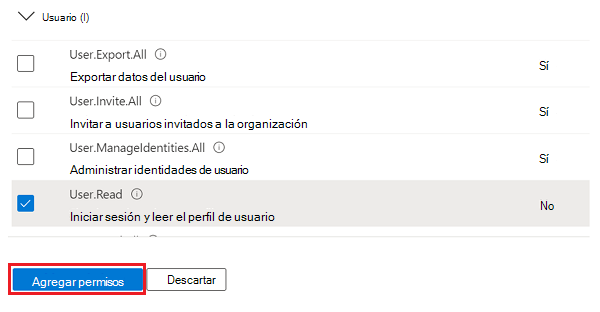 Usuario (I)
User.Export.All
Exportar datos del usuario
Sí
User.Invite.All
Invitar a usuarios invitados a la organización
Sí
User.ManageIdentities.All
Administrar identidades de usuario
Sí
User.Read
Iniciar sesión y leer el perfil de usuario
No
Agregar permisos
Descartar